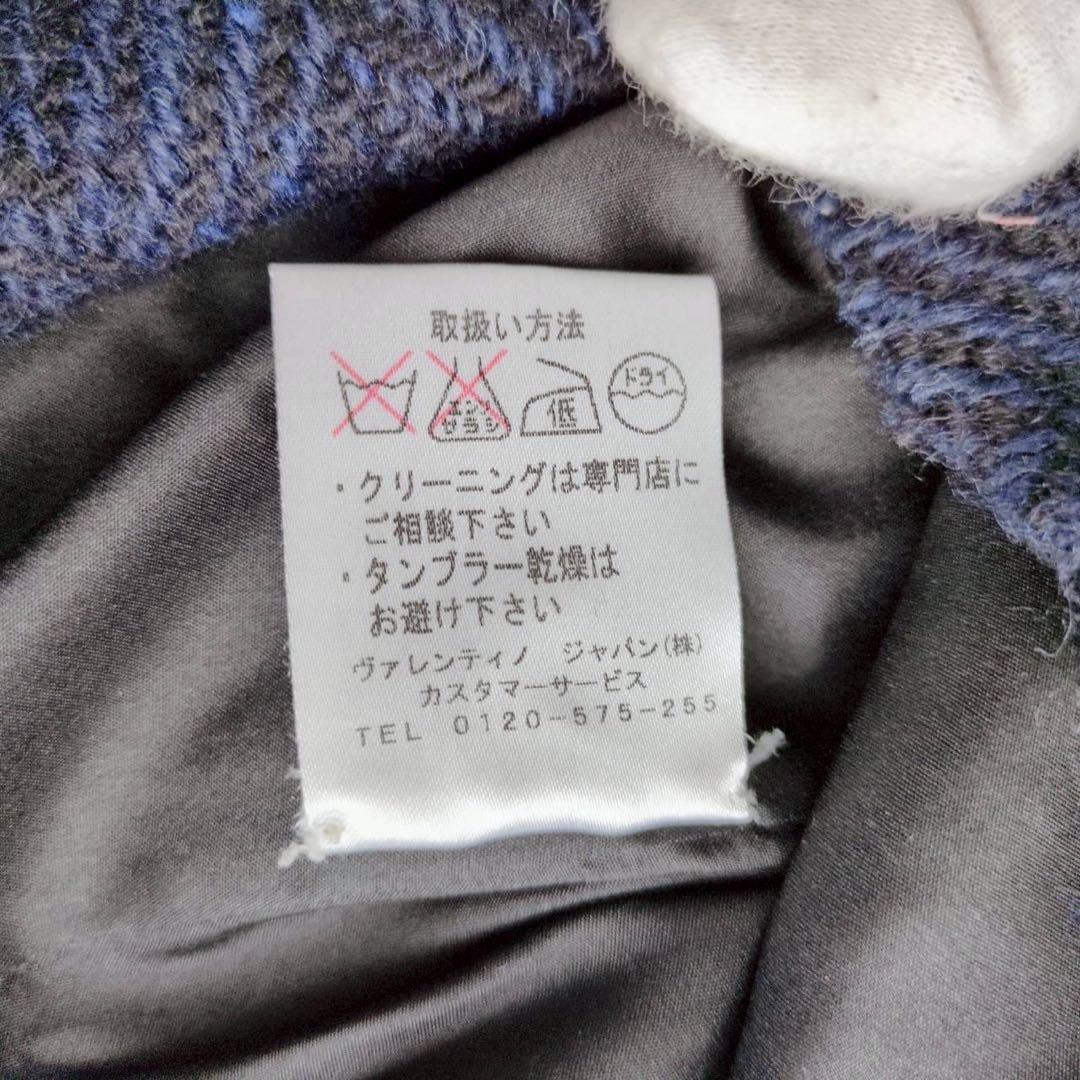 取扱い方法
エンソ
サラシ
低
ドライ
・クリーニングは専門店に
ご相談下さい
・タンブラー乾燥は
お避け下さい
ヴァレンティノ ジャパン(株)
カスタマーサービス
TEL 0120-575-255